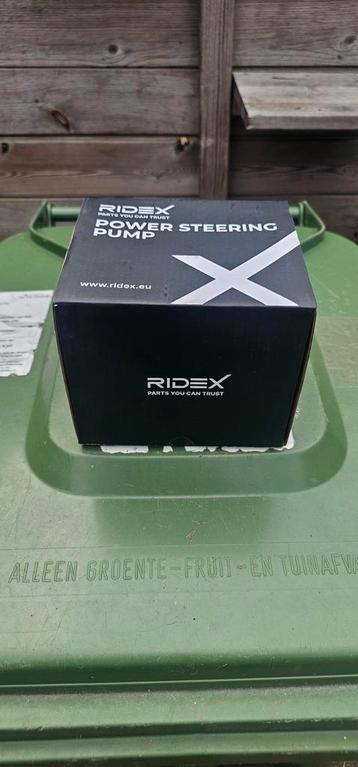 RIDEX
PARTS YOU CAN TRUST
POWER STEERING
PUMP
www.ridex.eu
RIDEX
PARTS YOU CAN TRUST
ALLEEN GROENTE-FRUIT-EN TUINAFVA